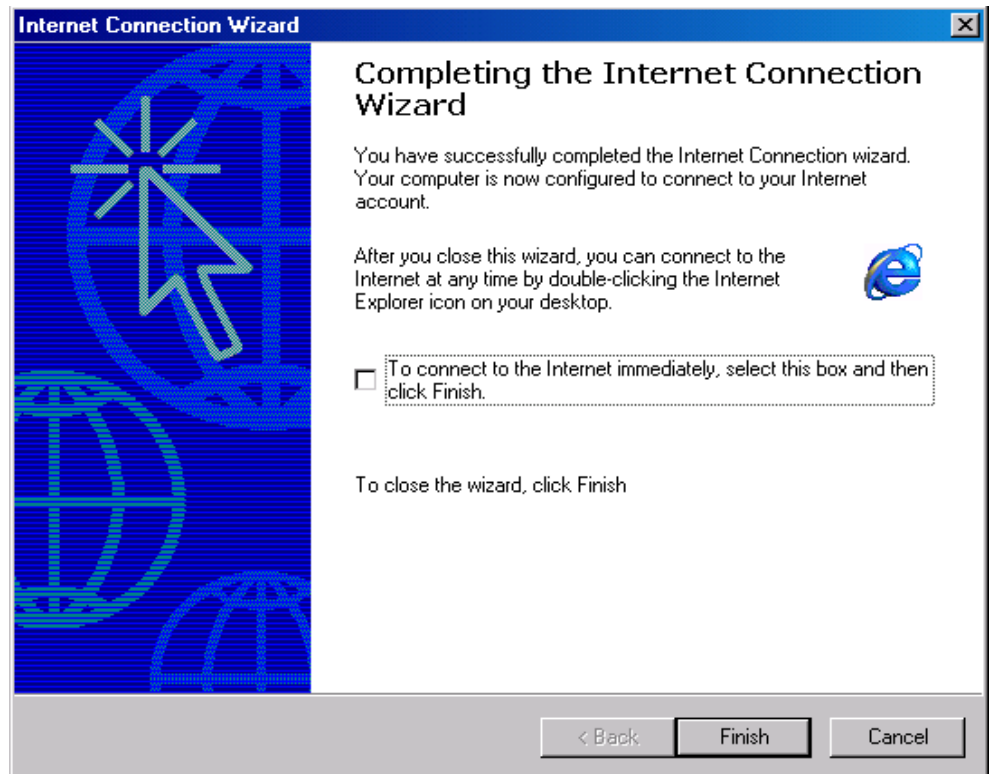 Internet Connection Wizard
Completing the Internet Connection
Wizard
You have successfully completed the Internet Connection wizard.
Your computer is now configured to connect to your Internet
account.
After you close this wizard, you can connect to the
Internet at any time by double-clicking the Internet
Explorer icon on your desktop.
To connect to the Internet immediately, select this box and then
click Finish.
To close the wizard, click Finish
< Back
Finish
Cancel